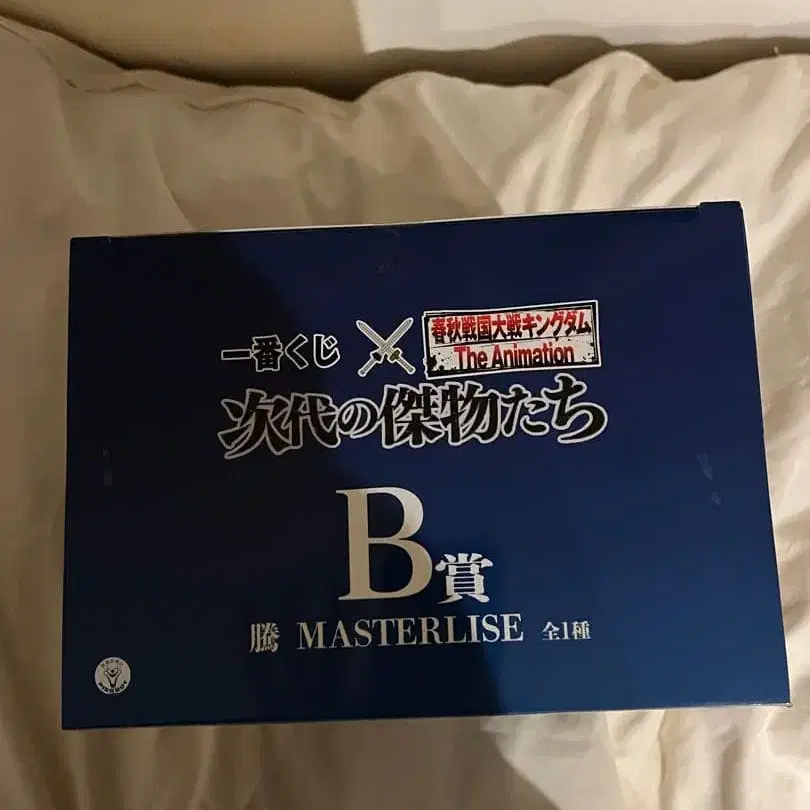 一番くじ
春秋戦国大戦キングダム
The Animation
次代の傑物たち
B賞
騰 MASTERLISE 全1種